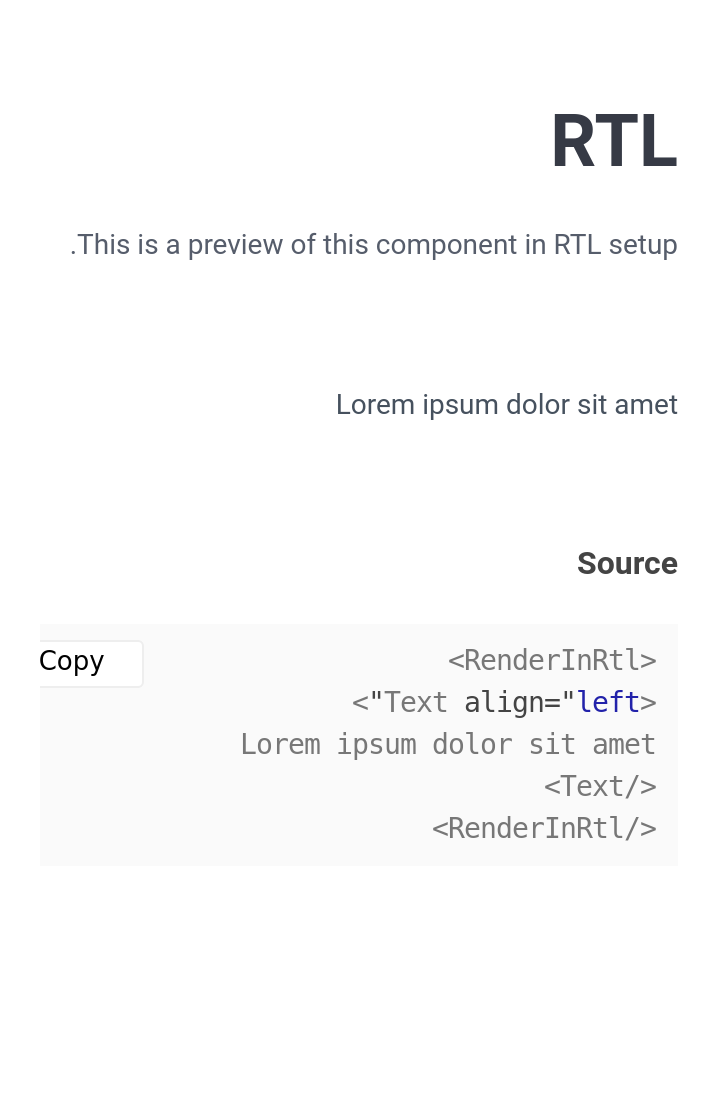 RTL
.This is a preview of this component in RTL setup
Lorem ipsum dolor sit amet
Source
Copy
<RenderInRtl>
<"Text align="left>
Lorem ipsum dolor sit amet
<Text/>
<RenderInRtl/>